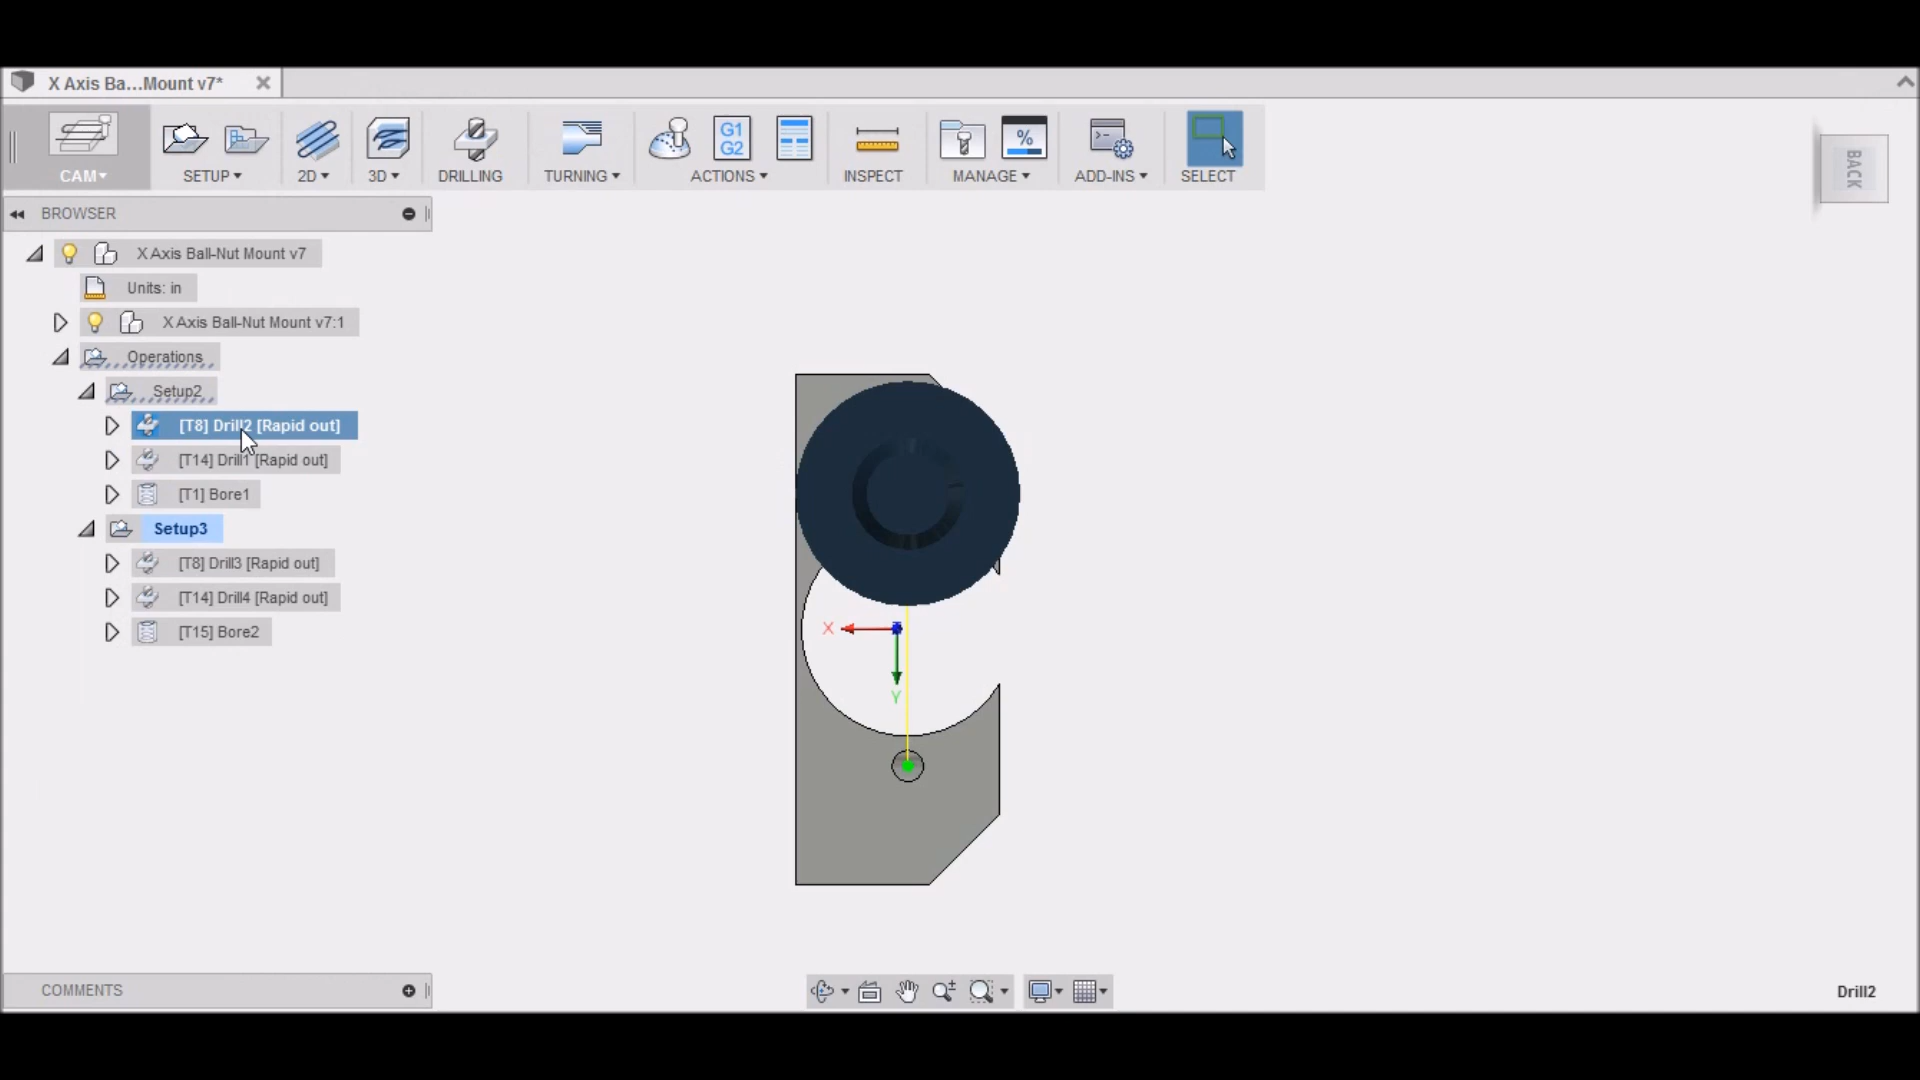 X Axis Ba...Mount v7*
CAM SETUP 2D 3D DRILLING TURNING ACTIONS INSPECT MANAGE ADD-INS SELECT
G1
G2
%
BACK
BROWSER
X Axis Ball-Nut Mount v7
Units: in
X Axis Ball-Nut Mount v7:1
Operations
Setup2
[T8] Drill2 [Rapid out]
[T14] Drill1 [Rapid out]
[T1] Bore1
Setup3
[T8] Drill3 [Rapid out]
[T14] Drill4 [Rapid out]
[T15] Bore2
X
Y
COMMENTS
Drill2